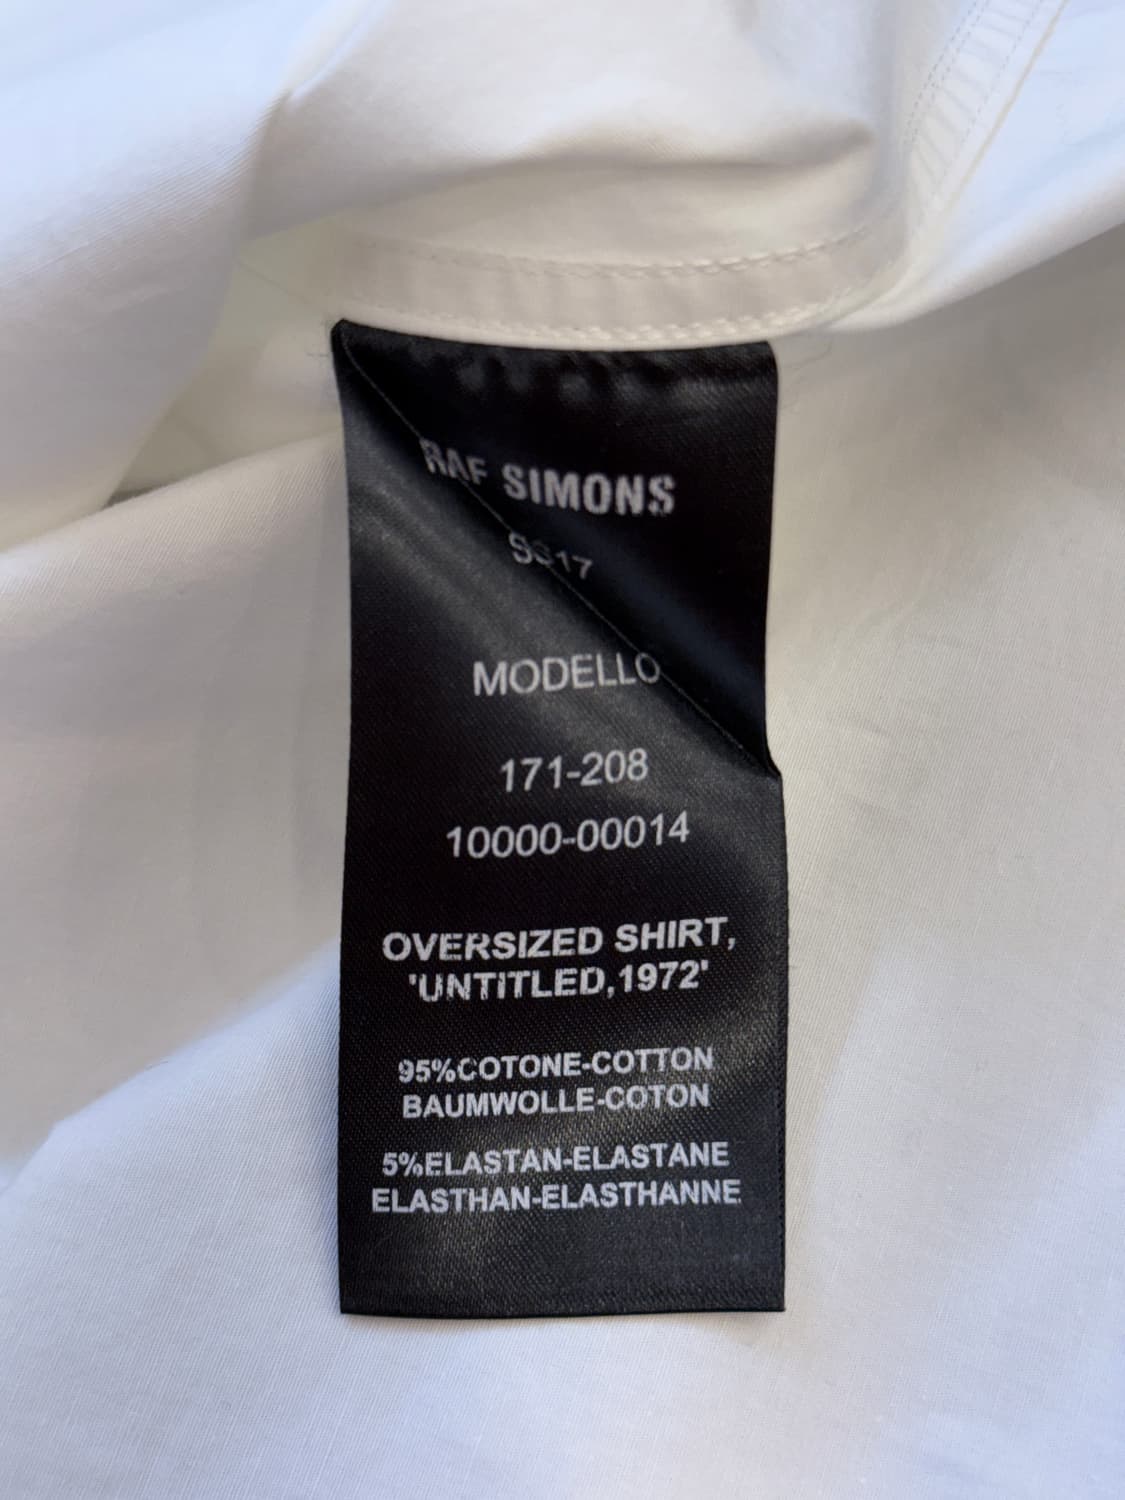 RAF SIMONS
SS17
MODELLO
171-208
10000-00014
OVERSIZED SHIRT,
'UNTITLED,1972'
95%COTONE-COTTON
BAUMWOLLE-COTON
5%ELASTAN-ELASTANE
ELASTHAN-ELASTHANNE